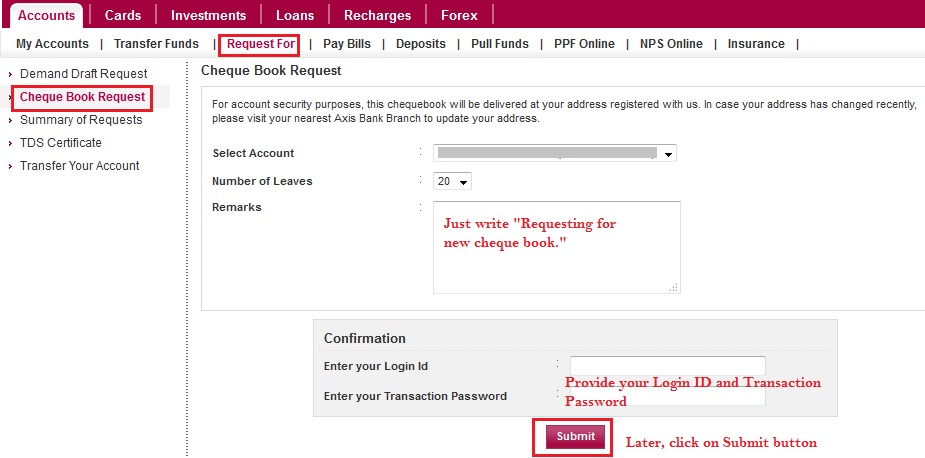 Accounts | Cards | Investments | Loans | Recharges | Forex |
My Accounts | Transfer Funds | Request For | Pay Bills | Deposits | Pull Funds | PPF Online | NPS Online | Insurance |
Demand Draft Request
Cheque Book Request
Summary of Requests
TDS Certificate
Transfer Your Account
Cheque Book Request
For account security purposes, this chequebook will be delivered at your address registered with us. In case your address has changed recently,
please visit your nearest Axis Bank Branch to update your address.
Select Account :
Number of Leaves : 20
Remarks :
Just write "Requesting for
new cheque book."
Confirmation
Enter your Login Id :
Enter your Transaction Password :
Provide your Login ID and Transaction
Password
Submit
Later, click on Submit button